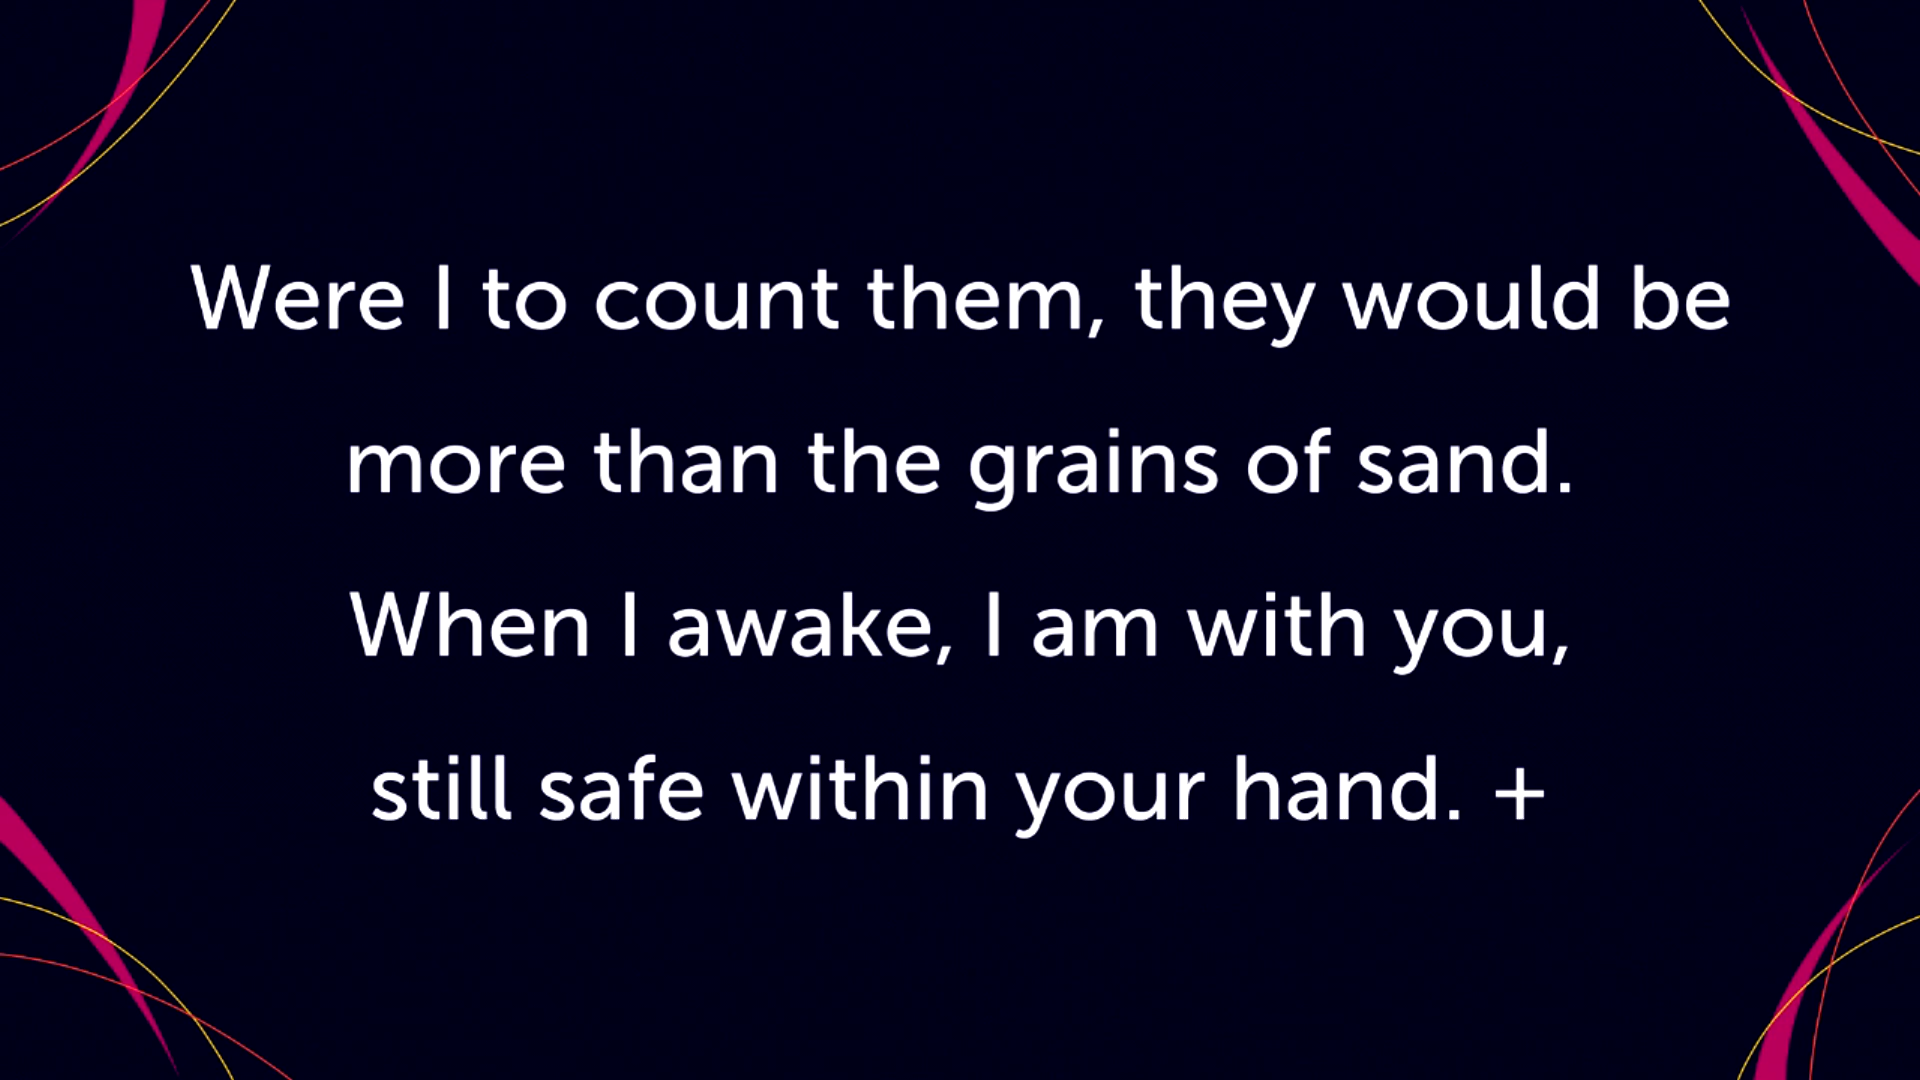 Were I to count them, they would be
more than the grains of sand.
When I awake, I am with you,
still safe within your hand. +